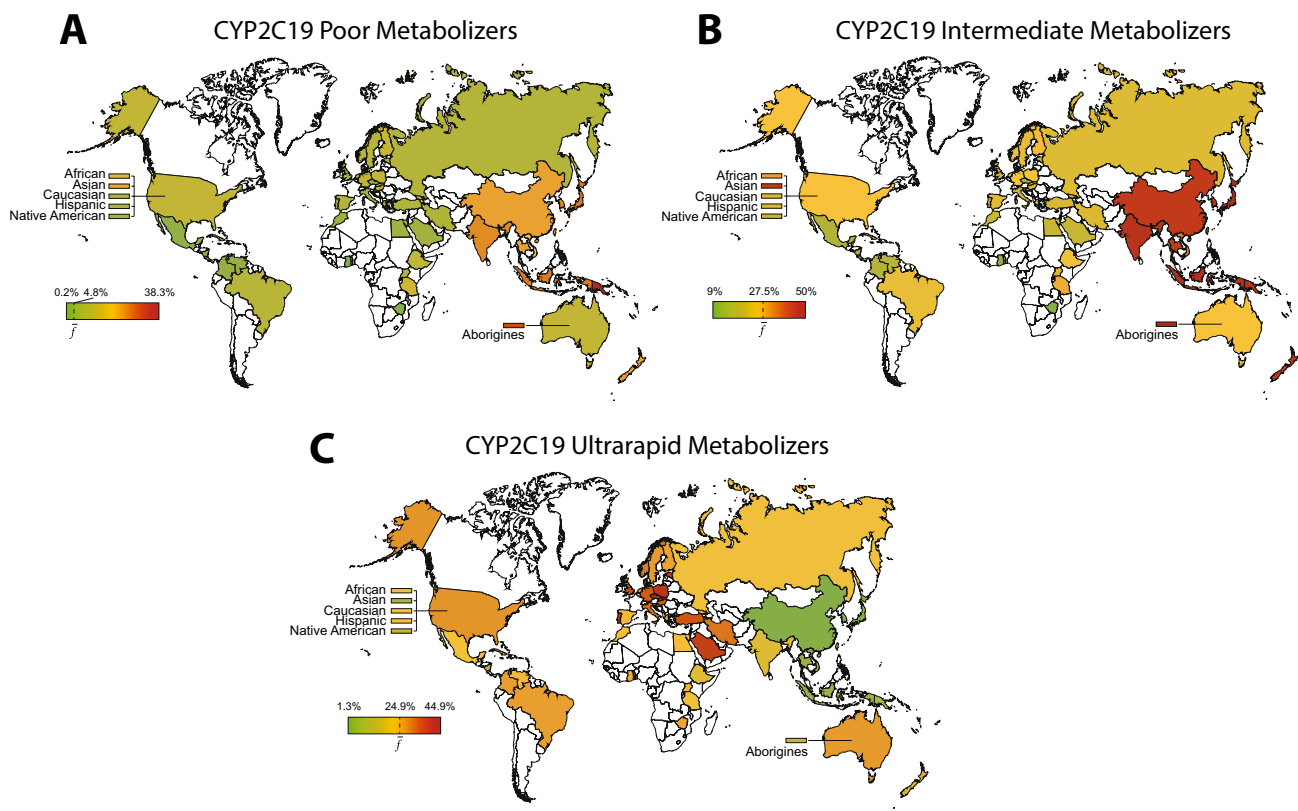 A
CYP2C19 Poor Metabolizers
African
Asian
Caucasian
Hispanic
Native American
0.2% 4.8% 38.3%
f̄
Aborigines
B
CYP2C19 Intermediate Metabolizers
African
Asian
Caucasian
Hispanic
Native American
9% 27.5% 50%
f̄
Aborigines
C
CYP2C19 Ultrarapid Metabolizers
African
Asian
Caucasian
Hispanic
Native American
1.3% 24.9% 44.9%
f̄
Aborigines